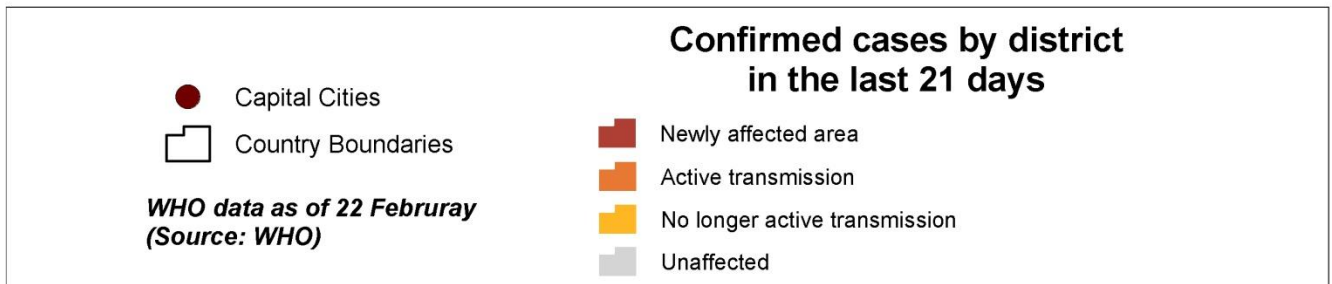 Confirmed cases by district
in the last 21 days
Capital Cities
Country Boundaries
WHO data as of 22 Februray
(Source: WHO)
Newly affected area
Active transmission
No longer active transmission
Unaffected